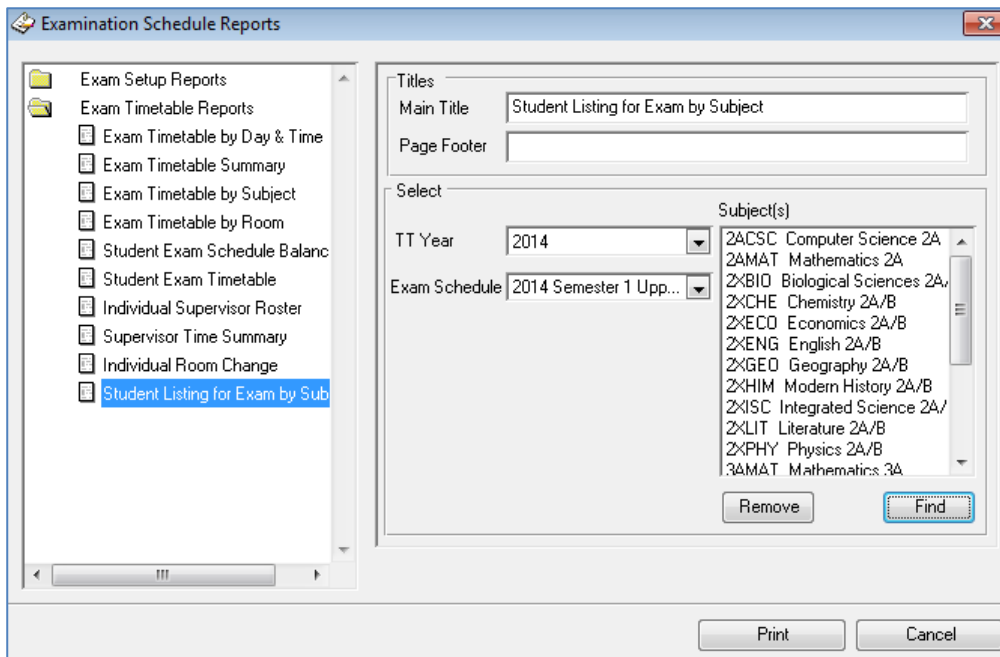 Examination Schedule Reports
Exam Setup Reports
Exam Timetable Reports
Exam Timetable by Day & Time
Exam Timetable Summary
Exam Timetable by Subject
Exam Timetable by Room
Student Exam Schedule Balanc
Student Exam Timetable
Individual Supervisor Roster
Supervisor Time Summary
Individual Room Change
Student Listing for Exam by Sub
Titles
Main Title Student Listing for Exam by Subject
Page Footer
Select
TT Year 2014
Exam Schedule 2014 Semester 1 Upp...
Subject(s)
2ACSC Computer Science 2A
2AMAT Mathematics 2A
2XBIO Biological Sciences 2A/
2XCHE Chemistry 2A/B
2XECO Economics 2A/B
2XENG English 2A/B
2XGEO Geography 2A/B
2XHIM Modern History 2A/B
2XISC Integrated Science 2A/
2XLIT Literature 2A/B
2XPHY Physics 2A/B
3AMAT Mathematics 3A
Remove Find
Print Cancel